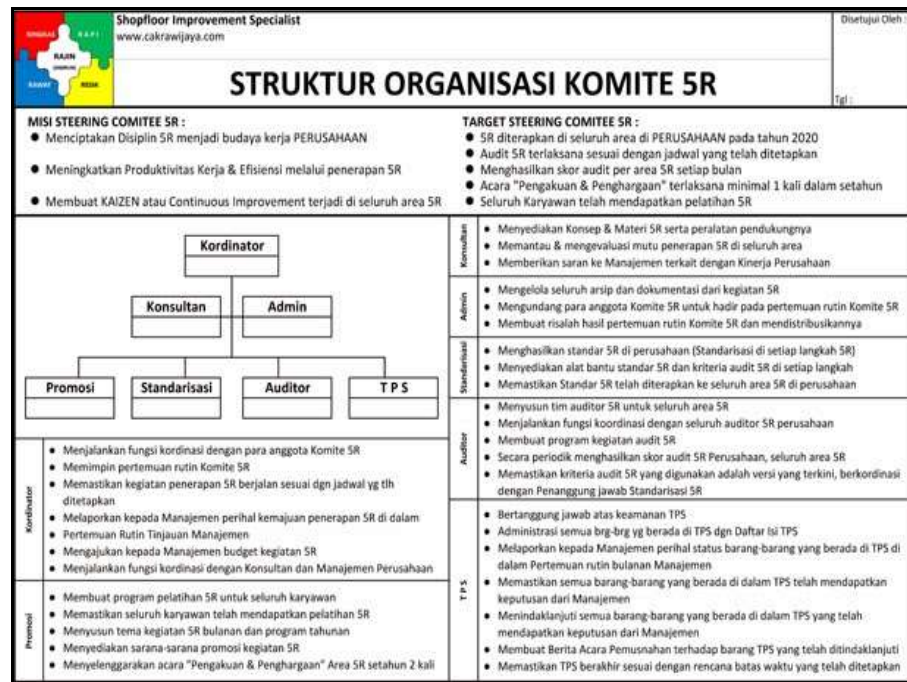 RINGKAS
RAPI
RAJIN
RAWAT
RESIK
Shopfloor Improvement Specialist
www.cakrawijaya.com
STRUKTUR ORGANISASI KOMITE 5R
Disetujui Oleh :
Tgl :
MISI STEERING COMITEE 5R :
● Menciptakan Disiplin 5R menjadi budaya kerja PERUSAHAAN
● Meningkatkan Produktivitas Kerja & Efisiensi melalui penerapan 5R
● Membuat KAIZEN atau Continuous Improvement terjadi di seluruh area 5R
TARGET STEERING COMITEE 5R :
● 5R diterapkan di seluruh area di PERUSAHAAN pada tahun 2020
● Audit 5R terlaksana sesuai dengan jadwal yang telah ditetapkan
● Menghasilkan skor audit per area 5R setiap bulan
● Acara "Pengakuan & Penghargaan" terlaksana minimal 1 kali dalam setahun
● Seluruh Karyawan telah mendapatkan pelatihan 5R
Kordinator
Konsultan
Admin
Promosi
Standarisasi
Auditor
T P S
Kordinator
● Menjalankan fungsi kordinasi dengan para anggota Komite 5R
● Memimpin pertemuan rutin Komite 5R
● Memastikan kegiatan penerapan 5R berjalan sesuai dgn jadwal yg tlh
ditetapkan
● Melaporkan kepada Manajemen perihal kemajuan penerapan 5R di dalam
● Pertemuan Rutin Tinjauan Manajemen
● Mengajukan kepada Manajemen budget kegiatan 5R
● Menjalankan fungsi kordinasi dengan Konsultan dan Manajemen Perusahaan
Promosi
● Membuat program pelatihan 5R untuk seluruh karyawan
● Memastikan seluruh karyawan telah mendapatkan pelatihan 5R
● Menyusun tema kegiatan 5R bulanan dan program tahunan
● Menyediakan sarana-sarana promosi kegiatan 5R
● Menyelenggarakan acara "Pengakuan & Penghargaan" Area 5R setahun 2 kali
Konsultan
● Menyediakan Konsep & Materi 5R serta peralatan pendukungnya
● Memantau & mengevaluasi mutu penerapan 5R di seluruh area
● Memberikan saran ke Manajemen terkait dengan Kinerja Perusahaan
Admin
● Mengelola seluruh arsip dan dokumentasi dari kegiatan 5R
● Mengundang para anggota Komite 5R untuk hadir pada pertemuan rutin Komite 5R
● Membuat risalah hasil pertemuan rutin Komite 5R dan mendistribusikannya
Standarisasi
● Menghasilkan standar 5R di perusahaan (Standarisasi di setiap langkah 5R)
● Menyediakan alat bantu standar 5R dan kriteria audit 5R di setiap langkah
● Memastikan Standar 5R telah diterapkan ke seluruh area 5R di perusahaan
Auditor
● Menyusun tim auditor 5R untuk seluruh area 5R
● Menjalankan fungsi koordinasi dengan seluruh auditor 5R perusahaan
● Membuat program kegiatan audit 5R
● Secara periodik menghasilkan skor audit 5R Perusahaan, seluruh area 5R
● Memastikan kriteria audit 5R yang digunakan adalah versi yang terkini, berkordinasi
dengan Penanggung jawab Standarisasi 5R
T P S
● Bertanggung jawab atas keamanan TPS
● Administrasi semua brg-brg yg berada di TPS dgn Daftar Isi TPS
● Melaporkan kepada Manajemen perihal status barang-barang yang berada di TPS di
dalam Pertemuan rutin bulanan Manajemen
● Memastikan semua barang-barang yang berada di dalam TPS telah mendapatkan
keputusan dari Manajemen
● Menindaklanjuti semua barang-barang yang berada di dalam TPS yang telah
mendapatkan keputusan dari Manajemen
● Membuat Berita Acara Pemusnahan terhadap barang TPS yang telah ditindaklanjuti
● Memastikan TPS berakhir sesuai dengan rencana batas waktu yang telah ditetapkan